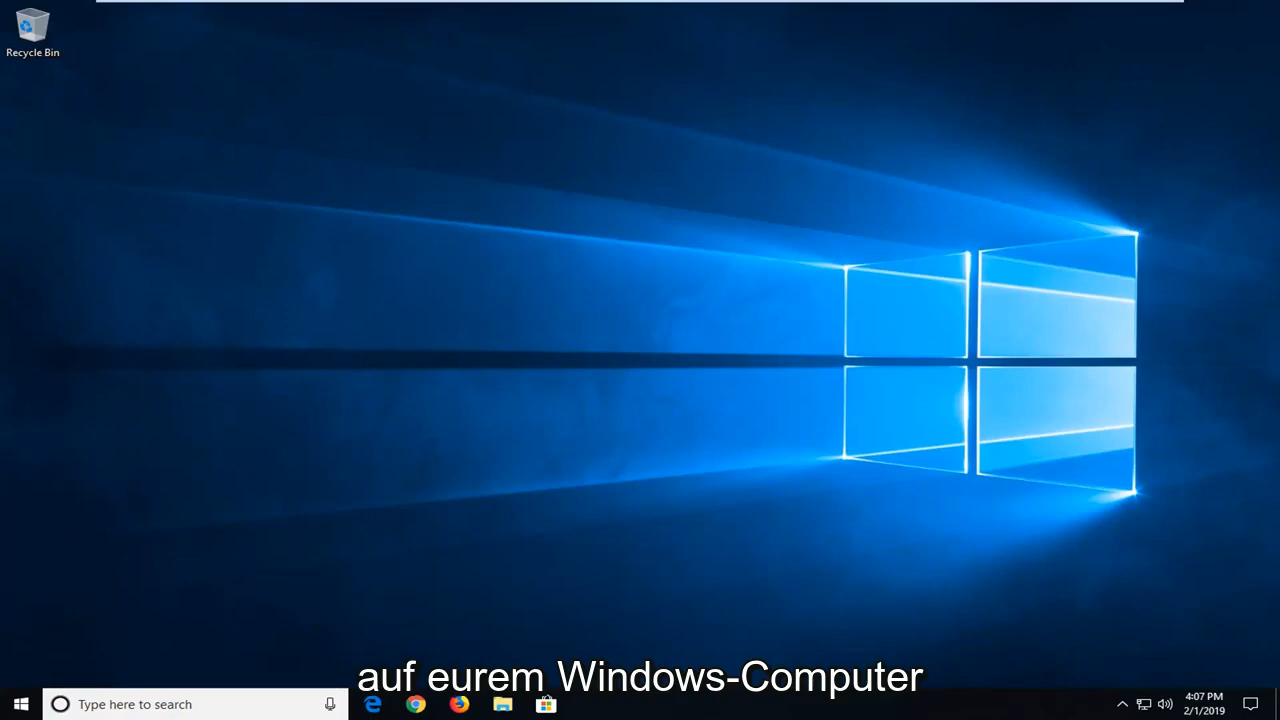 Recycle Bin
auf eurem Windows-Computer
Type here to search
4:07 PM
2/1/2019